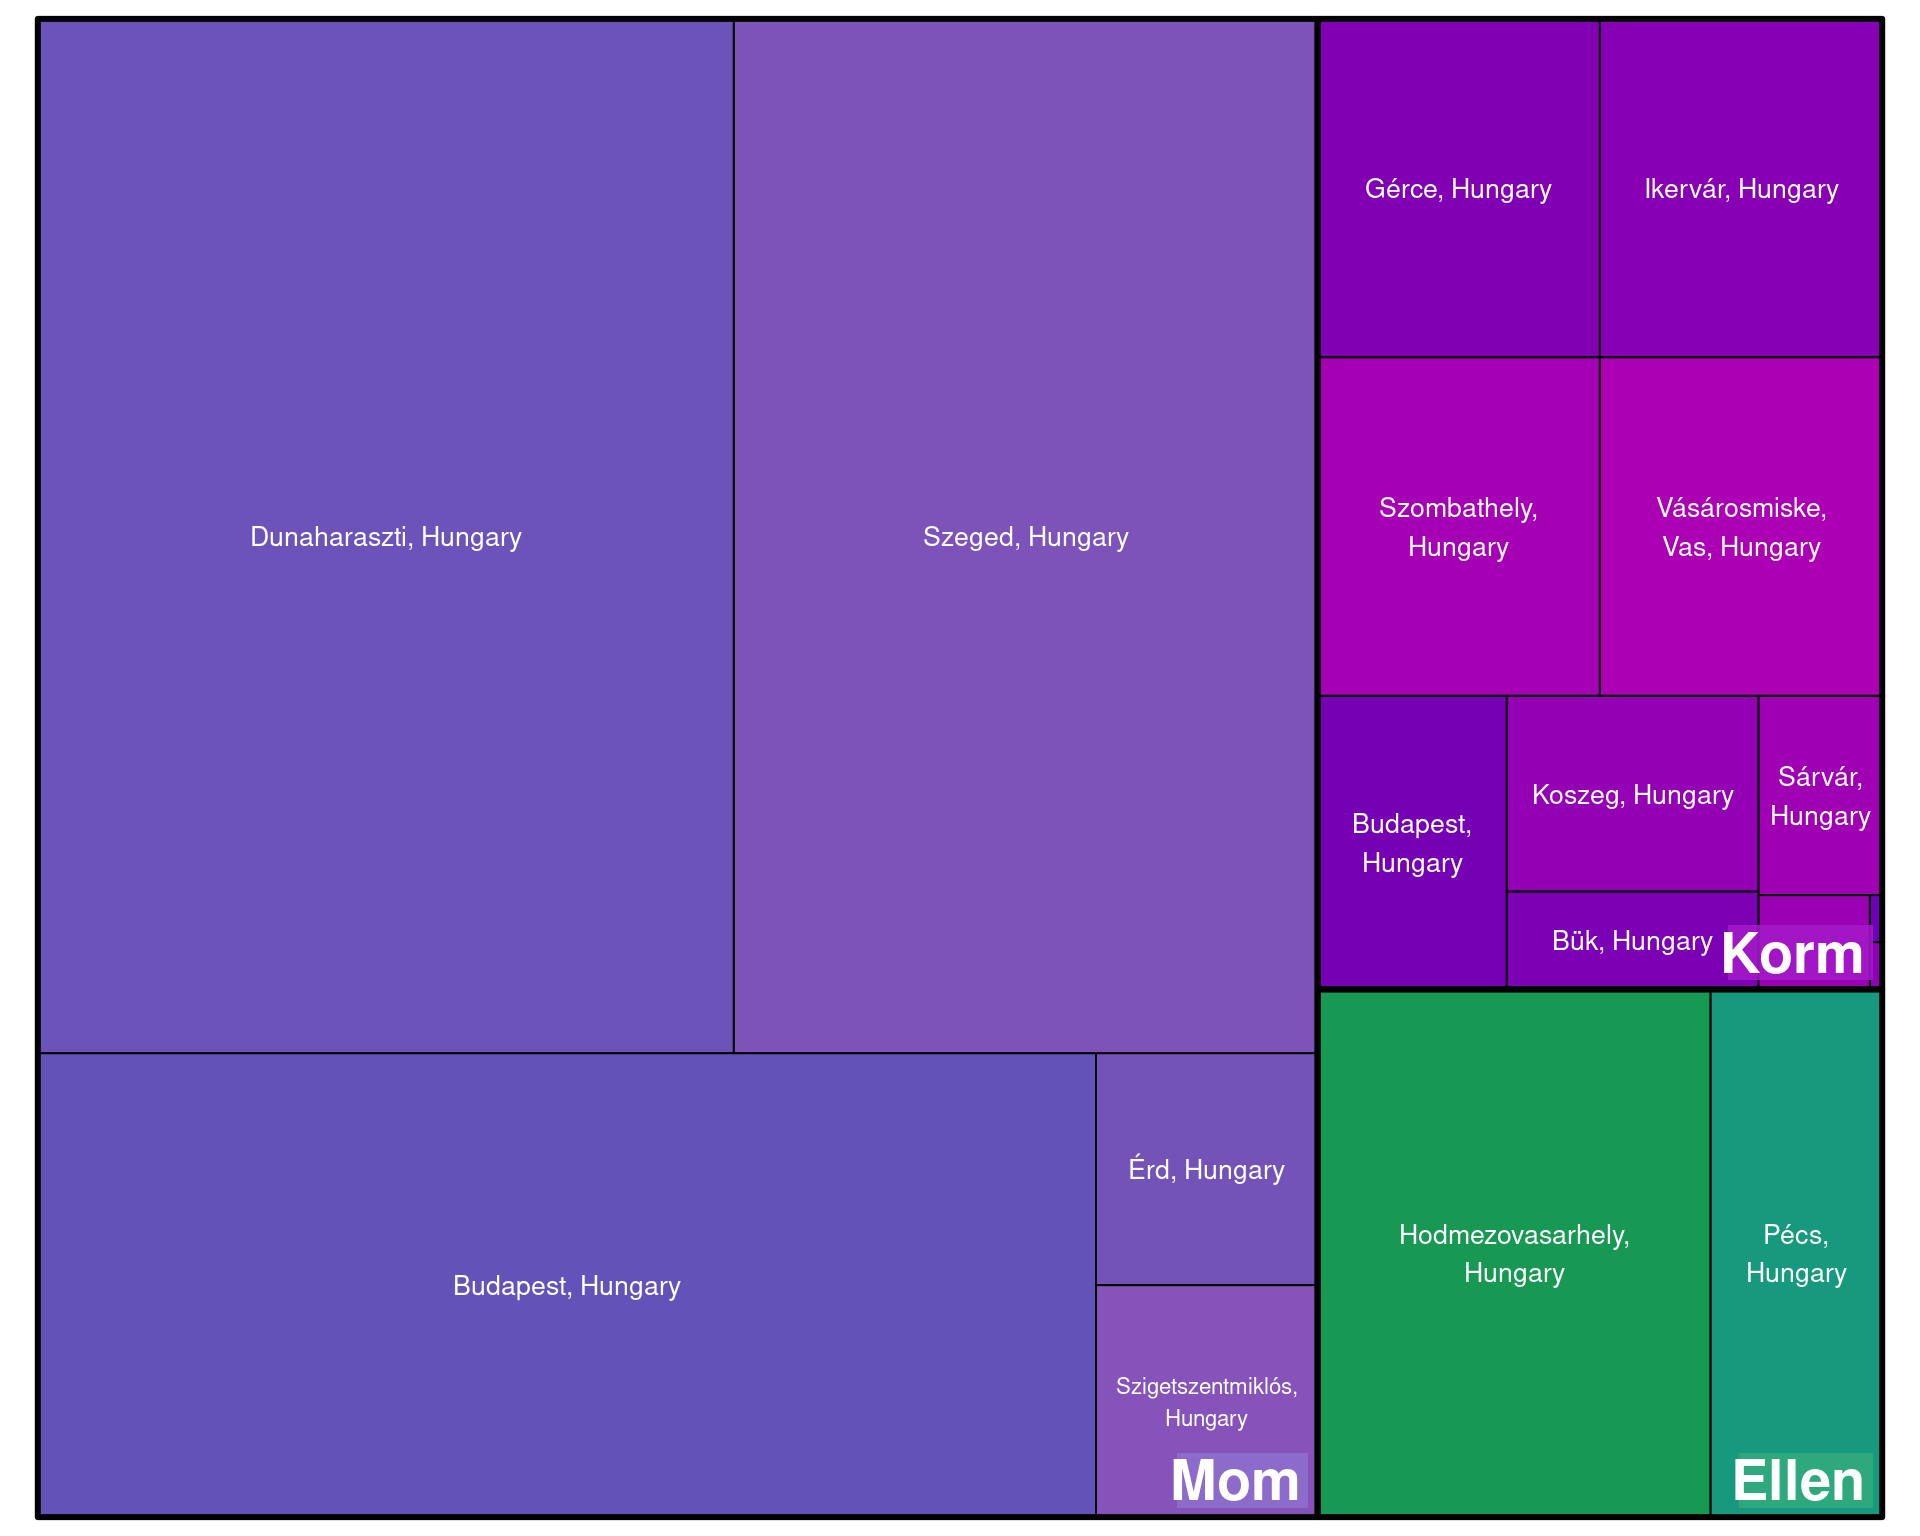 Dunaharaszti, Hungary
Szeged, Hungary
Budapest, Hungary
Érd, Hungary
Szigetszentmiklós,
Hungary
Mom
Gérce, Hungary
Ikervár, Hungary
Szombathely,
Hungary
Vásárosmiske,
Vas, Hungary
Budapest,
Hungary
Koszeg, Hungary
Sárvár,
Hungary
Bük, Hungary
Korm
Hodmezovasarhely,
Hungary
Pécs,
Hungary
Ellen